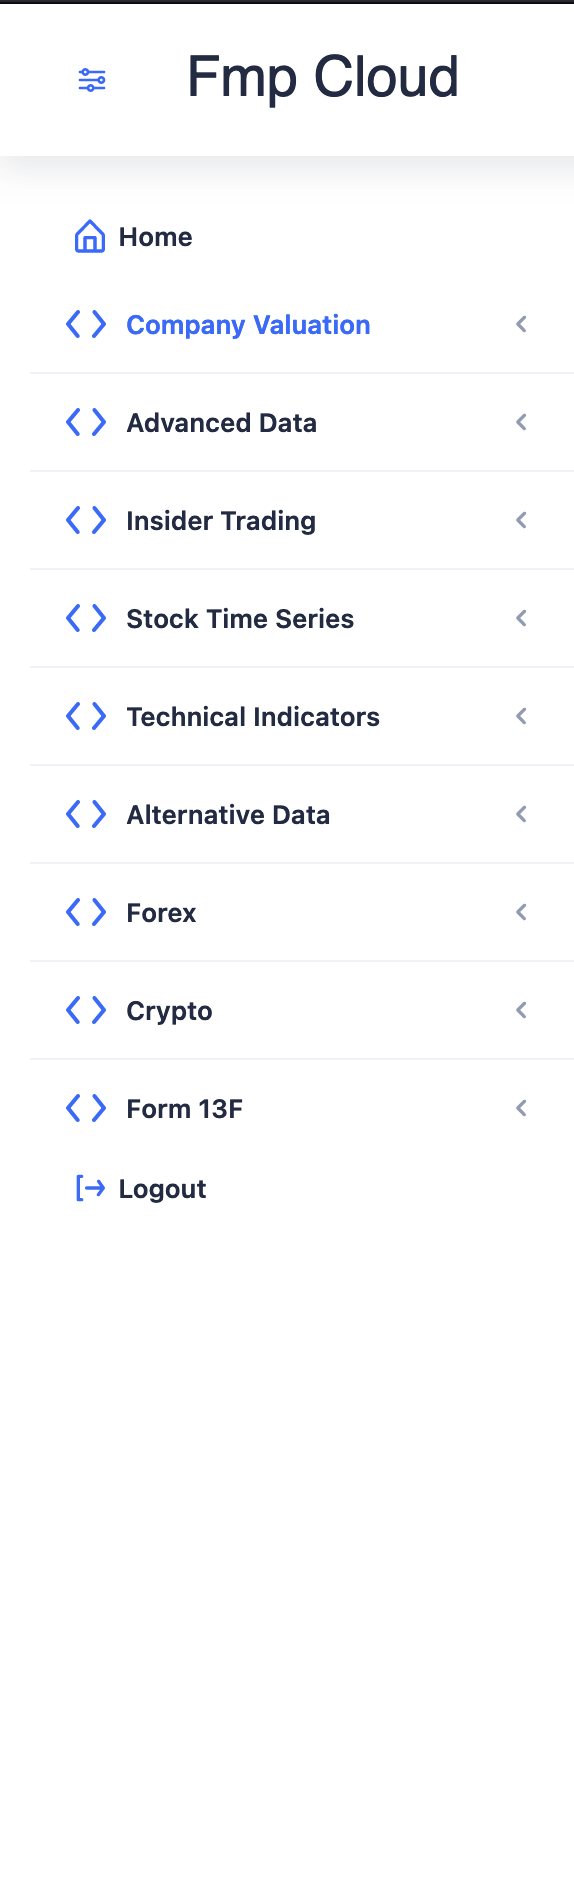 Fmp Cloud
Home
Company Valuation
Advanced Data
Insider Trading
Stock Time Series
Technical Indicators
Alternative Data
Forex
Crypto
Form 13F
Logout